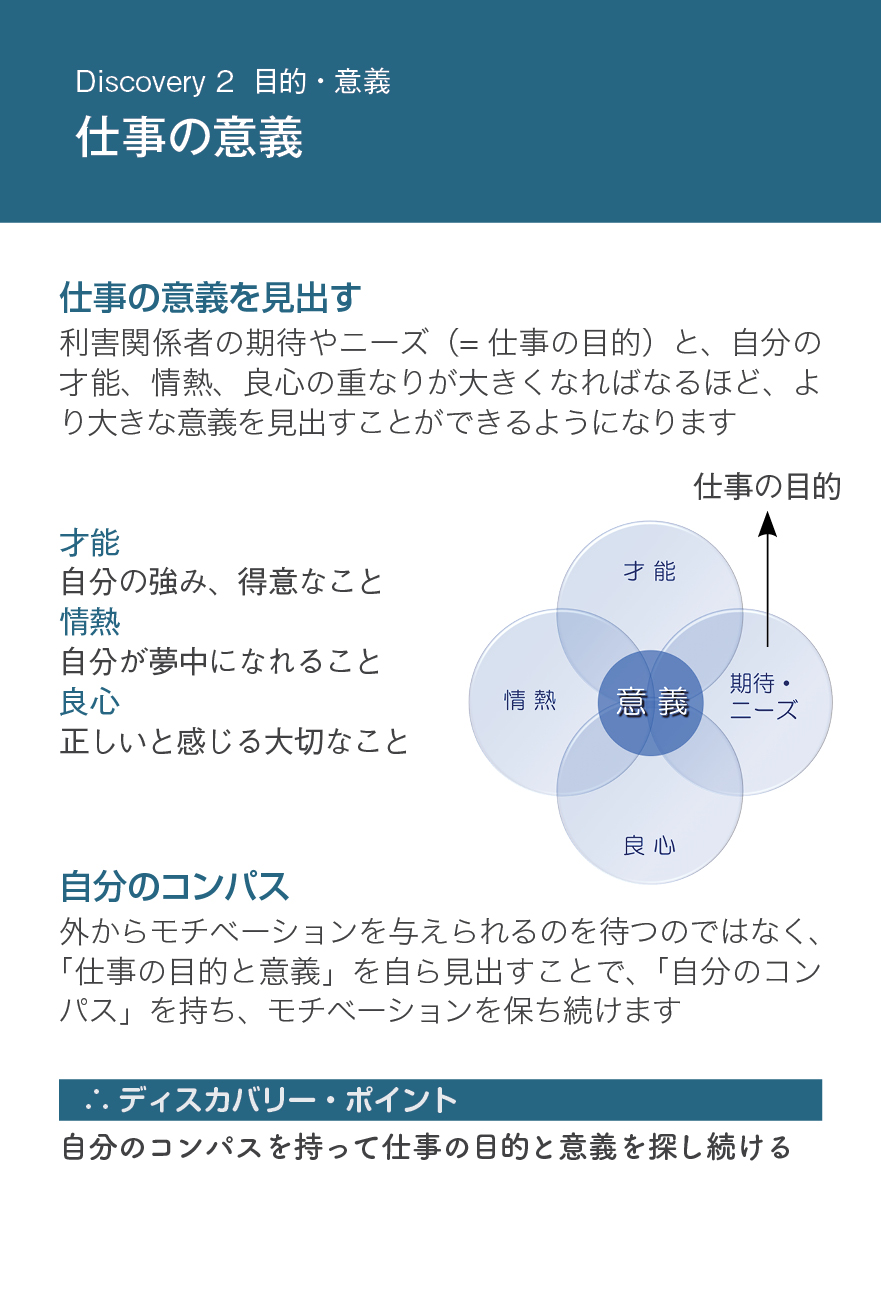 Discovery 2 目的・意義
仕事の意義
仕事の意義を見出す
利害関係者の期待やニーズ（= 仕事の目的）と、自分の
才能、情熱、良心の重なりが大きくなればなるほど、よ
り大きな意義を見出すことができるようになります
仕事の目的
才能
自分の強み、得意なこと
情熱
自分が夢中になれること
良心
正しいと感じる大切なこと
才 能
情 熱
意 義
期待・
ニーズ
良 心
自分のコンパス
外からモチベーションを与えられるのを待つのではなく、
「仕事の目的と意義」を自ら見出すことで、「自分のコン
パス」を持ち、モチベーションを保ち続けます
∴ ディスカバリー・ポイント
自分のコンパスを持って仕事の目的と意義を探し続ける